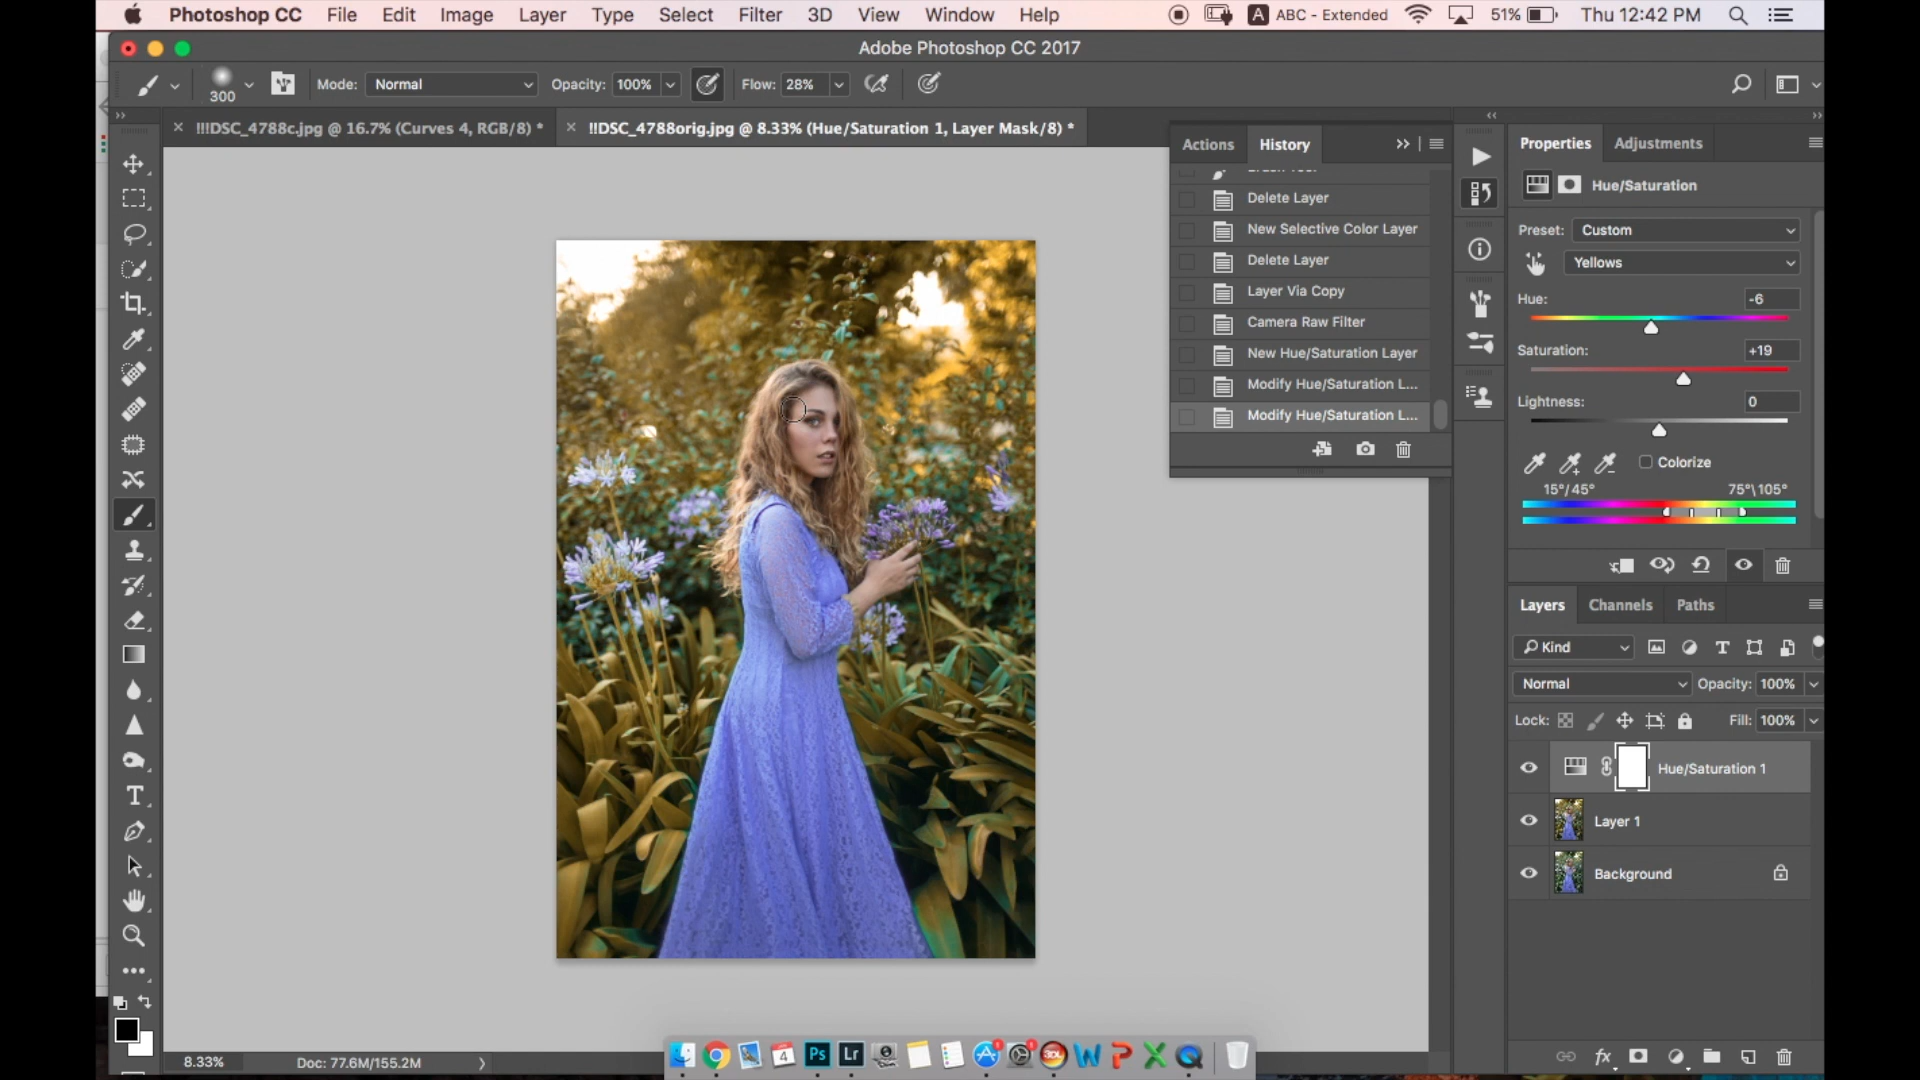 Photoshop CC File Edit Image Layer Type Select Filter 3D View Window Help A ABC - Extended 51% Thu 12:42 PM
Adobe Photoshop CC 2017
300 Mode: Normal Opacity: 100% Flow: 28%
× !!!DSC_4788c.jpg @ 16.7% (Curves 4, RGB/8) * × !!DSC_4788orig.jpg @ 8.33% (Hue/Saturation 1, Layer Mask/8) *
Actions History
Delete Layer
New Selective Color Layer
Delete Layer
Layer Via Copy
Camera Raw Filter
New Hue/Saturation Layer
Modify Hue/Saturation L...
Modify Hue/Saturation L...
Properties Adjustments
Hue/Saturation
Preset: Custom
Yellows
Hue: -6
Saturation: +19
Lightness: 0
Colorize
15°/45° 75°\105°
Layers Channels Paths
Kind
Normal Opacity: 100%
Lock: Fill: 100%
Hue/Saturation 1
Layer 1
Background
fx
8.33% Doc: 77.6M/155.2M
4 Ps Lr W P X